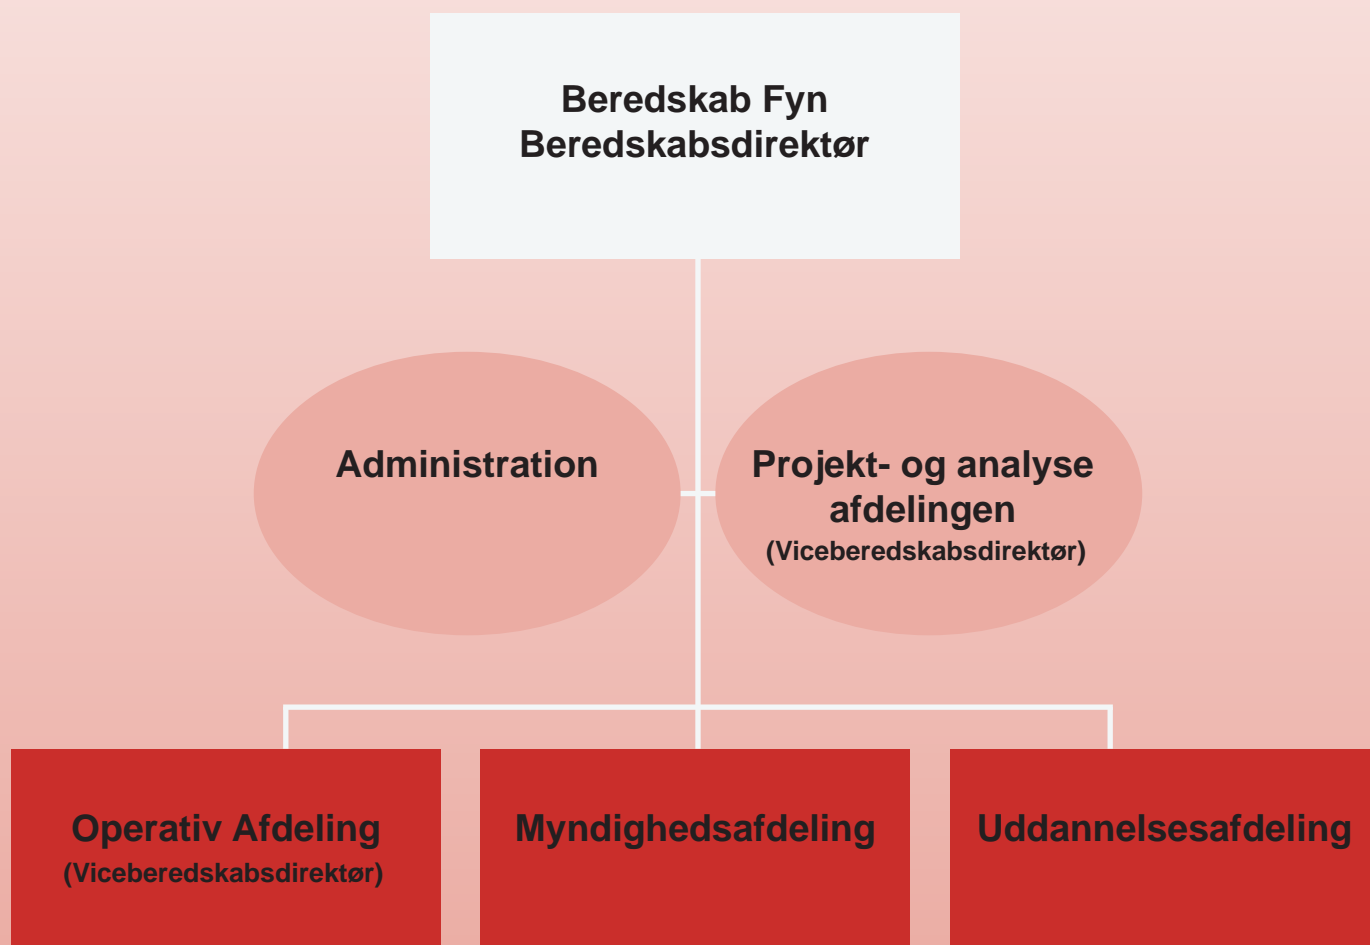 Beredskab Fyn
Beredskabsdirektør
Administration
Projekt- og analyse
afdelingen
(Viceberedskabsdirektør)
Operativ Afdeling
(Viceberedskabsdirektør)
Myndighedsafdeling
Uddannelsesafdeling